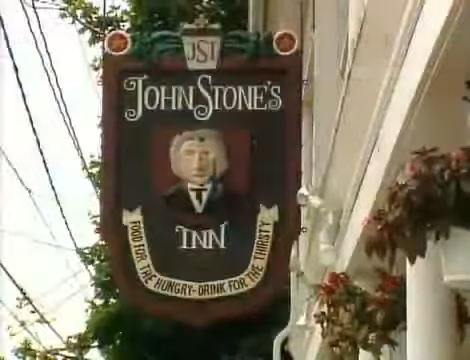 JSI
JOHN STONE'S
INN
FOOD FOR THE HUNGRY-DRINK FOR THE THIRSTY